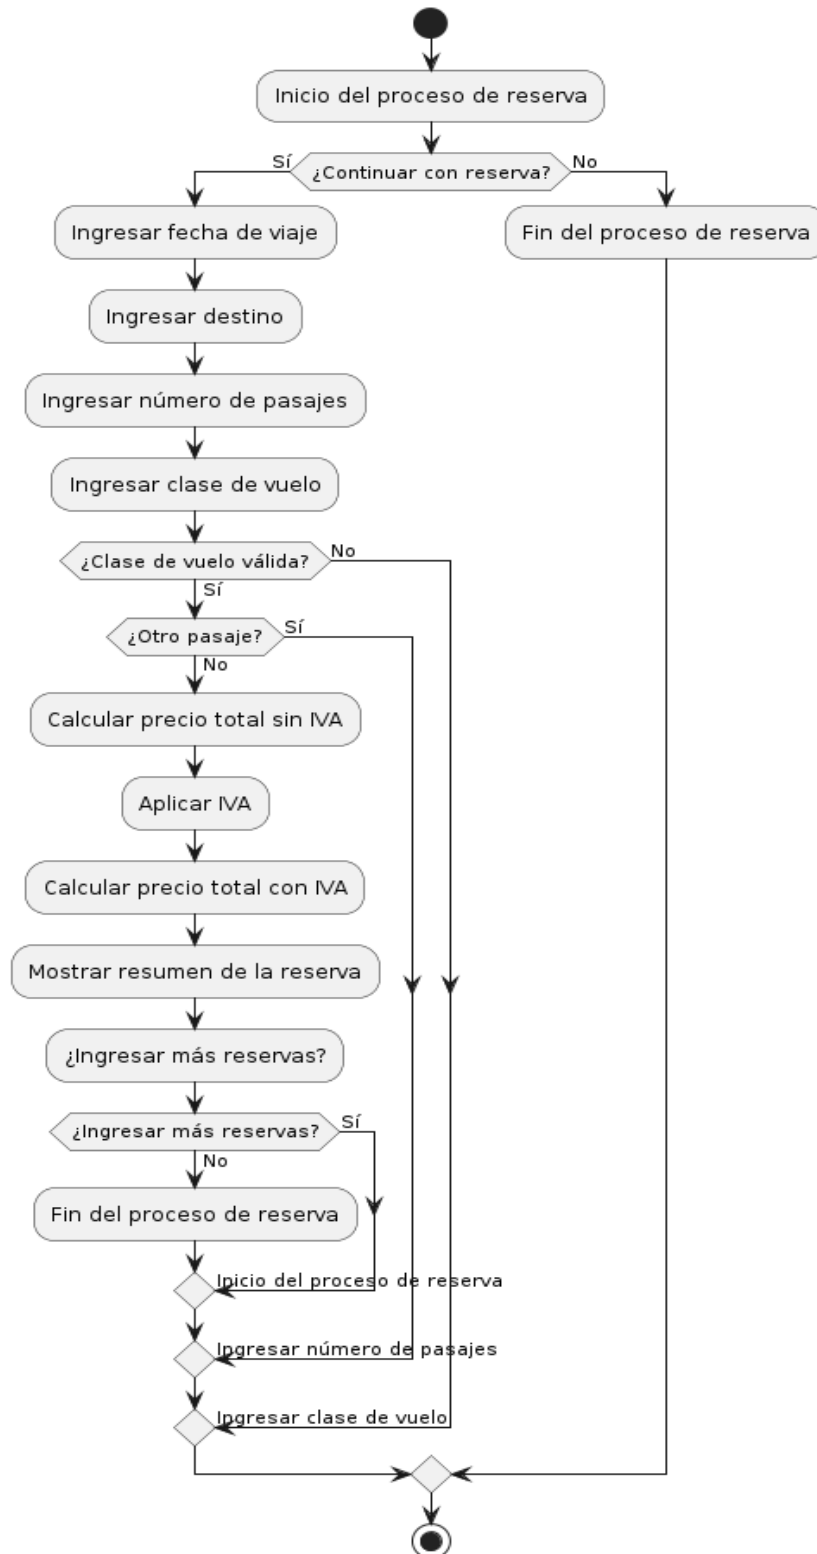 Inicio del proceso de reserva
Sí
¿Continuar con reserva?
No
Ingresar fecha de viaje
Fin del proceso de reserva
Ingresar destino
Ingresar número de pasajes
Ingresar clase de vuelo
¿Clase de vuelo válida?
No
Sí
¿Otro pasaje?
Sí
No
Calcular precio total sin IVA
Aplicar IVA
Calcular precio total con IVA
Mostrar resumen de la reserva
¿Ingresar más reservas?
¿Ingresar más reservas?
Sí
No
Fin del proceso de reserva
Inicio del proceso de reserva
Ingresar número de pasajes
Ingresar clase de vuelo